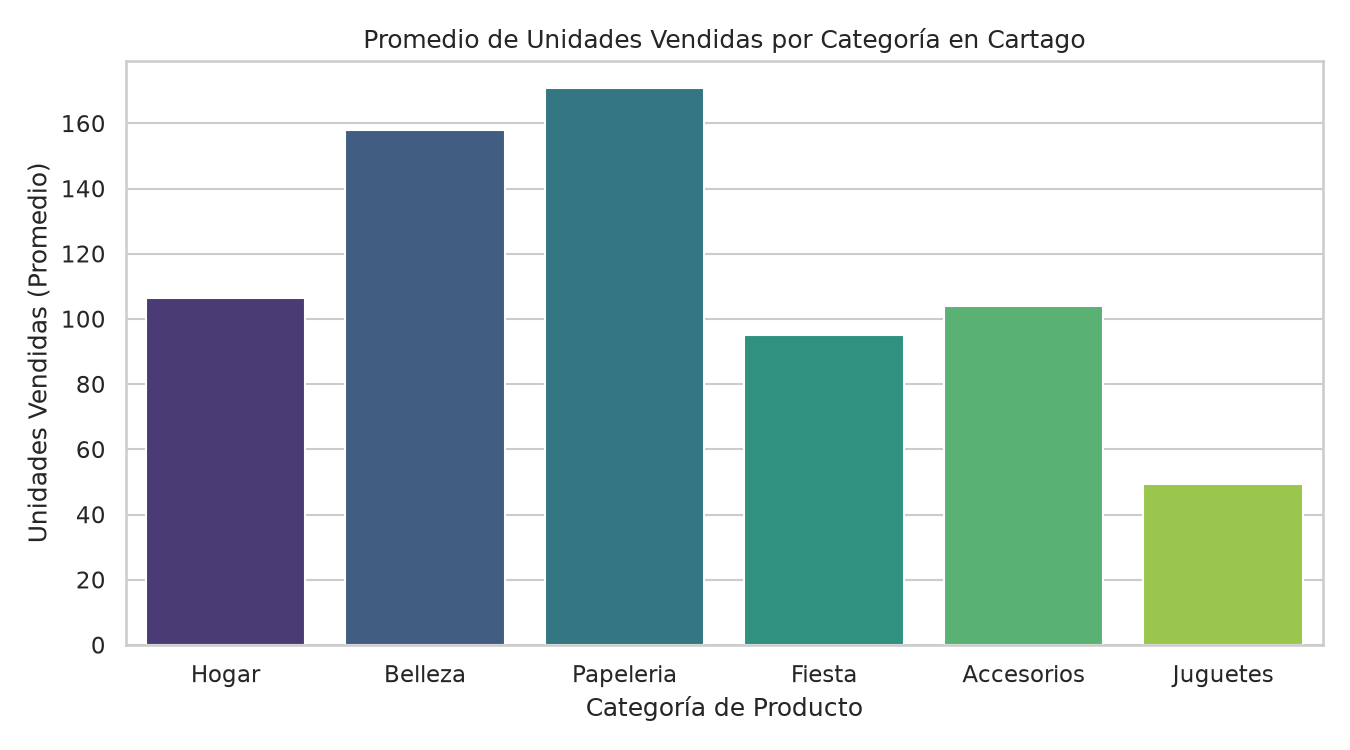 Promedio de Unidades Vendidas por Categoría en Cartago
Unidades Vendidas (Promedio)
160
140
120
100
80
60
40
20
0
Hogar
Belleza
Papeleria
Fiesta
Accesorios
Juguetes
Categoría de Producto